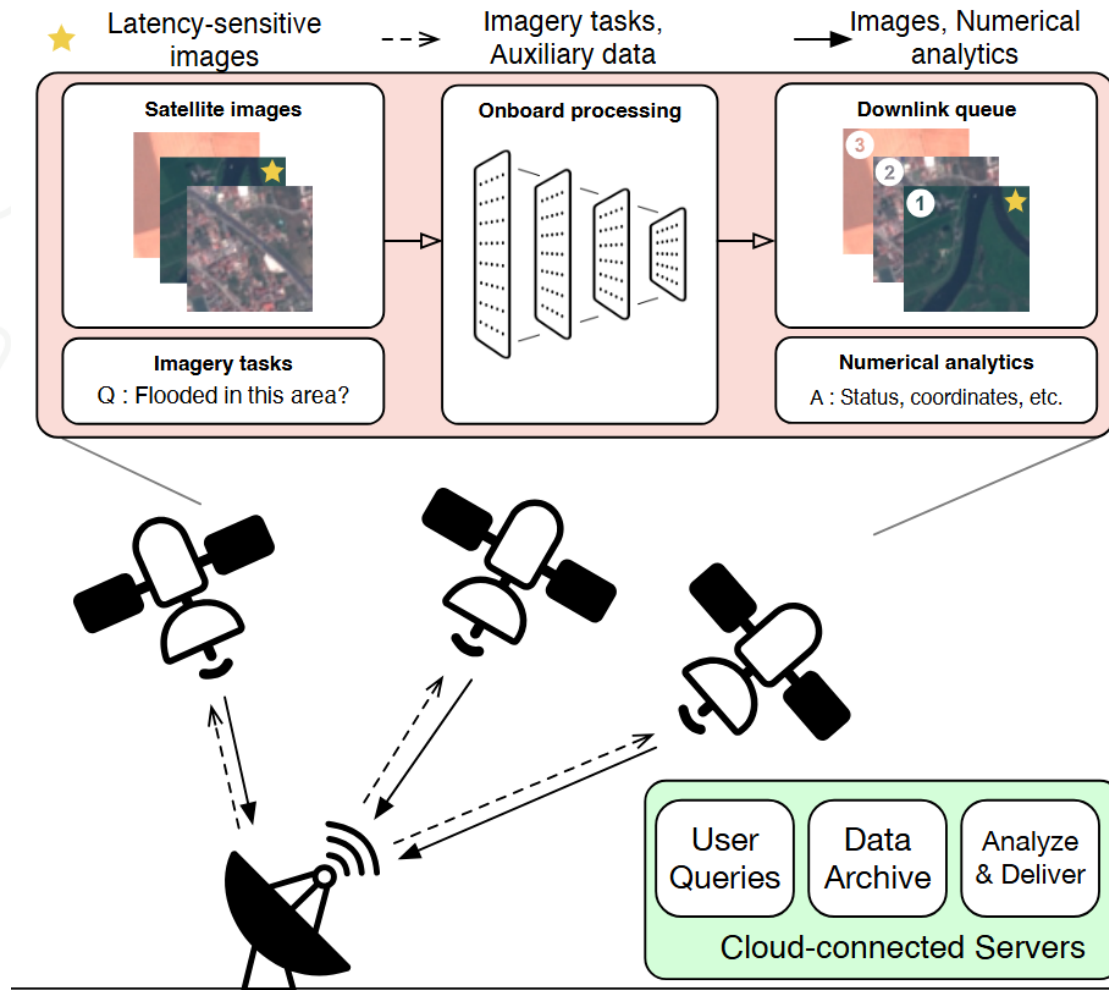 Latency-sensitive
images
Imagery tasks,
Auxiliary data
Images, Numerical
analytics
Satellite images
Onboard processing
Downlink queue
3
2
1
Imagery tasks
Q : Flooded in this area?
Numerical analytics
A : Status, coordinates, etc.
User
Queries
Data
Archive
Analyze
& Deliver
Cloud-connected Servers